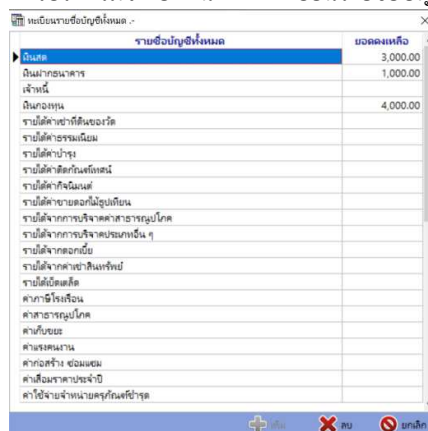 ทะเบียนรายชื่อบัญชีทั้งหมด .-
รายชื่อบัญชีทั้งหมด ยอดคงเหลือ
เงินสด 3,000.00
เงินฝากธนาคาร 1,000.00
เจ้าหนี้
เงินกองทุน 4,000.00
รายได้ค่าเช่าที่ดินของวัด
รายได้ค่าธรรมเนียม
รายได้ค่าบำรุง
รายได้ค่าติดกัณฑ์เทศน์
รายได้ค่ากิจนิมนต์
รายได้ค่าขายดอกไม้ธูปเทียน
รายได้จากการบริจาคค่าสาธารณูปโภค
รายได้จากการบริจาคประเภทอื่น ๆ
รายได้จากดอกเบี้ย
รายได้จากค่าเช่าสินทรัพย์
รายได้เบ็ดเตล็ด
ค่าภาษีโรงเรือน
ค่าสาธารณูปโภค
ค่าเก็บขยะ
ค่าแรงคนงาน
ค่าก่อสร้าง ซ่อมแซม
ค่าเสื่อมราคาประจำปี
ค่าใช้จ่ายจำหน่ายครุภัณฑ์ชำรุด
เพิ่ม ลบ ยกเลิก